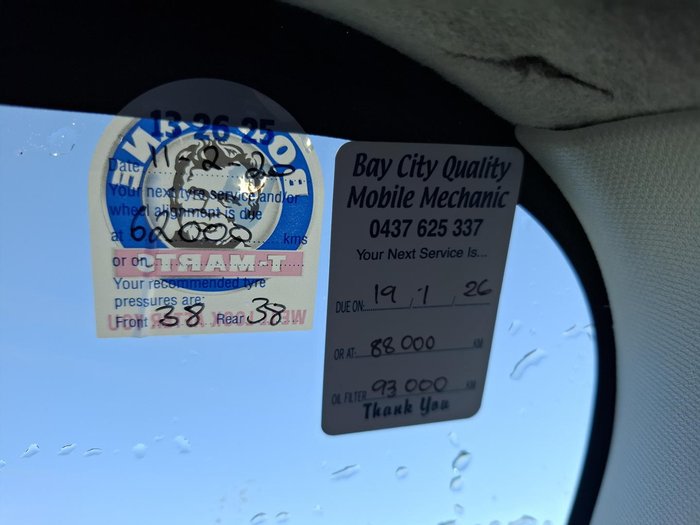 13 26 25
Date 11-2-20
Your next tyre service and/or
wheel alignment is due
at 62000 kms
or on
T-MARTS
Your recommended tyre
pressures are:
Front 38 Rear 38
Bay City Quality
Mobile Mechanic
0437 625 337
Your Next Service Is...
DUE ON: 19 / 1 / 26
OR AT: 88 000 KM
OIL FILTER 93 000 KM
Thank You